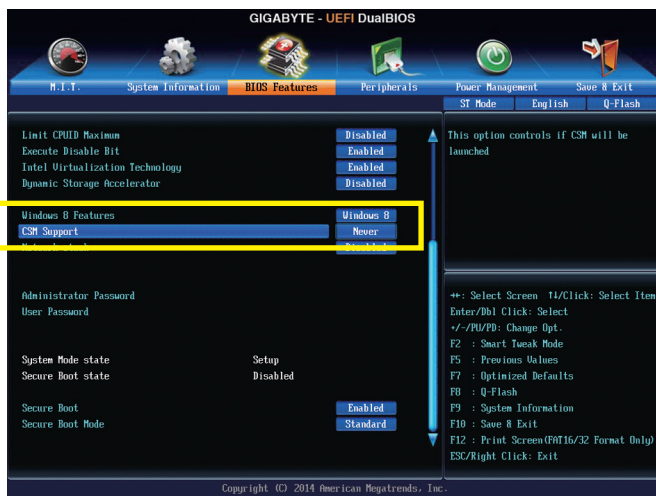 GIGABYTE - UEFI DualBIOS
M.I.T. System Information BIOS Features Peripherals Power Management Save & Exit
ST Mode English Q-Flash
Limit CPUID Maximum Disabled
Execute Disable Bit Enabled
Intel Virtualization Technology Enabled
Dynamic Storage Accelerator Disabled
Windows 8 Features Windows 8
CSM Support Never
Administrator Password
User Password
System Mode state Setup
Secure Boot state Disabled
Secure Boot Enabled
Secure Boot Mode Standard
This option controls if CSM will be
launched
↔: Select Screen ↑↓/Click: Select Item
Enter/Dbl Click: Select
+/-/PU/PD: Change Opt.
F2 : Smart Tweak Mode
F5 : Previous Values
F7 : Optimized Defaults
F8 : Q-Flash
F9 : System Information
F10 : Save & Exit
F12 : Print Screen(FAT16/32 Format Only)
ESC/Right Click: Exit
Copyright (C) 2014 American Megatrends, Inc.